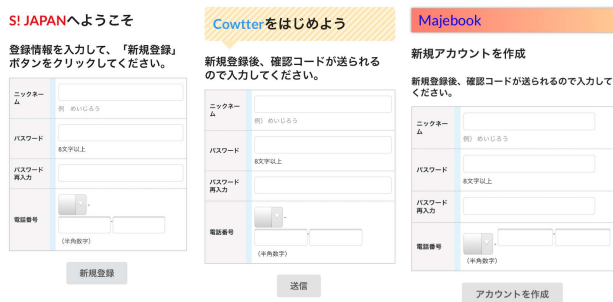 S! JAPANへようこそ
登録情報を入力して、「新規登録」
ボタンをクリックしてください。
ニックネー
ム
例 めいじろう
パスワード
8文字以上
パスワード
再入力
電話番号
-
-
(半角数字)
新規登録
Cowtterをはじめよう
新規登録後、確認コードが送られる
ので入力してください。
ニックネー
ム
例) めいじろう
パスワード
8文字以上
パスワード
再入力
電話番号
-
-
(半角数字)
送信
Majebook
新規アカウントを作成
新規登録後、確認コードが送られるので入力して
ください。
ニックネー
ム
例) めいじろう
パスワード
8文字以上
パスワード
再入力
電話番号
-
-
(半角数字)
アカウントを作成